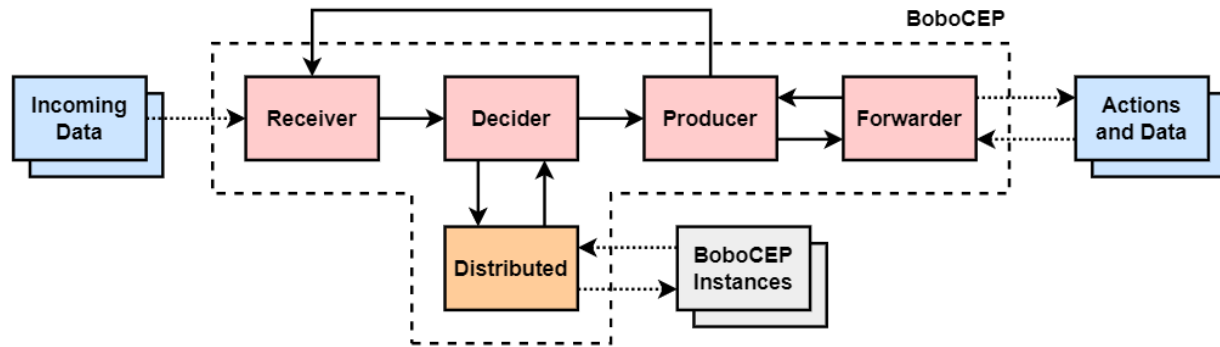 BoboCEP
Incoming
Data
Receiver
Decider
Producer
Forwarder
Actions
and Data
Distributed
BoboCEP
Instances